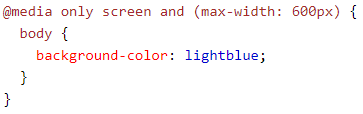 @media only screen and (max-width: 600px) {
  body {
    background-color: lightblue;
  }
}